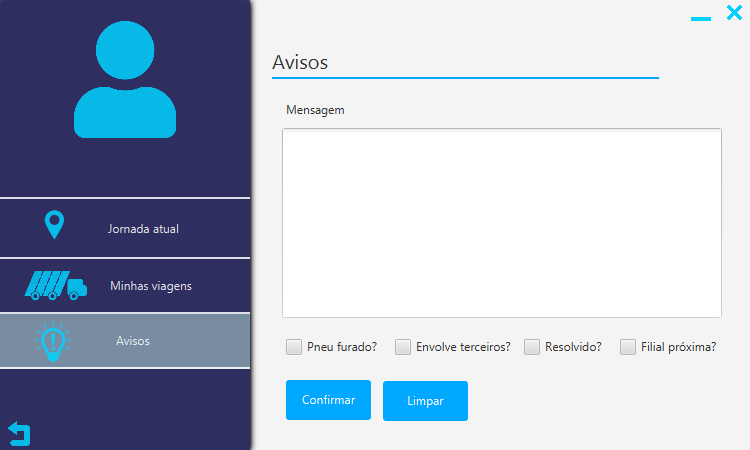 Jornada atual
Minhas viagens
Avisos
Avisos
Mensagem
Pneu furado? Envolve terceiros? Resolvido? Filial próxima?
Confirmar Limpar